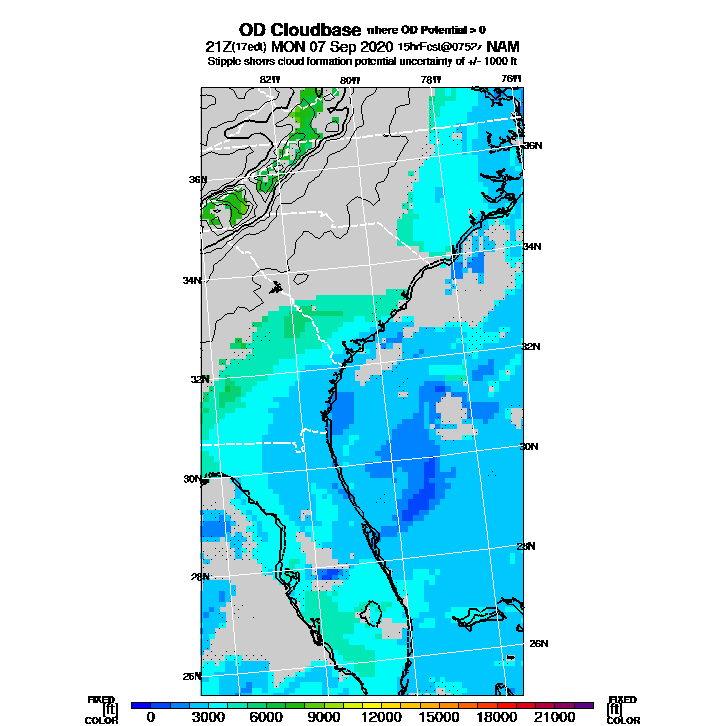 OD Cloudbase where OD Potential > 0
21Z(17edt) MON 07 Sep 2020 15hrFcst@0752z NAM
Stipple shows cloud formation potential uncertainty of +/- 1000 ft
82W 80W 78W 76W
36N
36N
34N
34N
32N
32N
30N
30N
28N
28N
26N
26N
FIXED FIXED
[ft] 0 3000 6000 9000 12000 15000 18000 21000 [ft]
COLOR COLOR